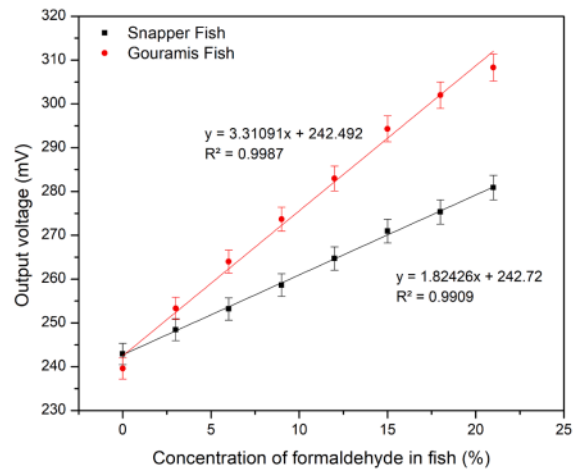 Snapper Fish
Gouramis Fish
y = 3.31091x + 242.492
R² = 0.9987
y = 1.82426x + 242.72
R² = 0.9909
Output voltage (mV)
320
310
300
290
280
270
260
250
240
230
0
5
10
15
20
25
Concentration of formaldehyde in fish (%)